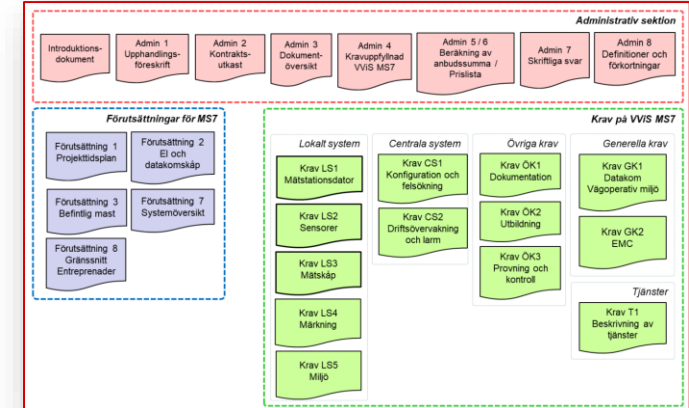 Administrativ sektion
Introduktions-
dokument
Admin 1
Upphandlings-
föreskrift
Admin 2
Kontrakts-
utkast
Admin 3
Dokument-
översikt
Admin 4
Kravuppfyllnad
VViS MS7
Admin 5 / 6
Beräkning av
anbudssumma /
Prislista
Admin 7
Skriftliga svar
Admin 8
Definitioner och
förkortningar
Förutsättningar för MS7
Förutsättning 1
Projekttidsplan
Förutsättning 2
El och
datakomskåp
Förutsättning 3
Befintlig mast
Förutsättning 7
Systemöversikt
Förutsättning 8
Gränssnitt
Entreprenader
Krav på VViS MS7
Lokalt system
Krav LS1
Mätstationsdator
Krav LS2
Sensorer
Krav LS3
Mätskåp
Krav LS4
Märkning
Krav LS5
Miljö
Centrala system
Krav CS1
Konfiguration och
felsökning
Krav CS2
Driftsövervakning
och larm
Övriga krav
Krav ÖK1
Dokumentation
Krav ÖK2
Utbildning
Krav ÖK3
Provning och
kontroll
Generella krav
Krav GK1
Datakom
Vägoperativ miljö
Krav GK2
EMC
Tjänster
Krav T1
Beskrivning av
tjänster